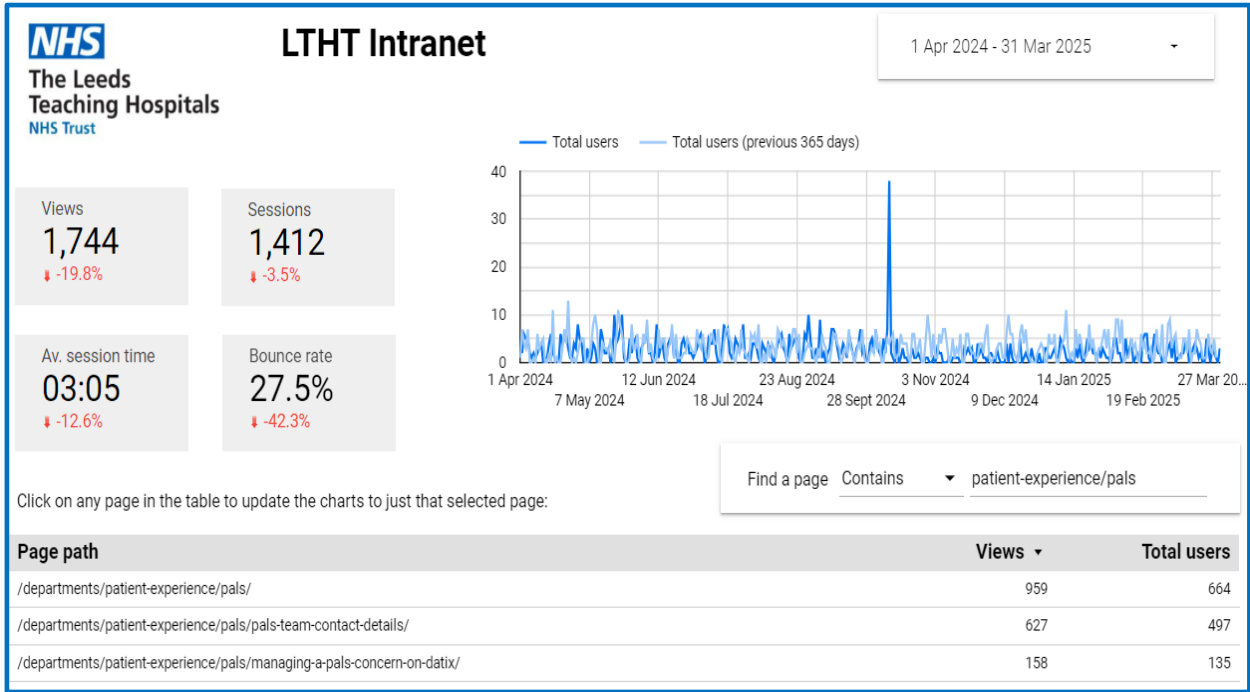 NHS
The Leeds
Teaching Hospitals
NHS Trust
LTHT Intranet
1 Apr 2024 - 31 Mar 2025
Views
1,744
-19.8%
Sessions
1,412
-3.5%
Av. session time
03:05
-12.6%
Bounce rate
27.5%
-42.3%
Total users Total users (previous 365 days)
40
30
20
10
0
1 Apr 2024 12 Jun 2024 23 Aug 2024 3 Nov 2024 14 Jan 2025 27 Mar 20...
7 May 2024 18 Jul 2024 28 Sept 2024 9 Dec 2024 19 Feb 2025
Find a page Contains patient-experience/pals
Click on any page in the table to update the charts to just that selected page:
Page path Views Total users
/departments/patient-experience/pals/ 959 664
/departments/patient-experience/pals/pals-team-contact-details/ 627 497
/departments/patient-experience/pals/managing-a-pals-concern-on-datix/ 158 135